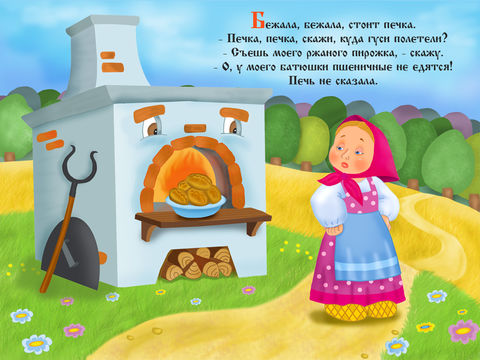 Бежала, бежала, стоит печка.
- Печка, печка, скажи, куда гуси полетели?
- Съешь моего ржаного пирожка, - скажу.
- О, у моего батюшки пшеничные не едятся!
Печь не сказала.